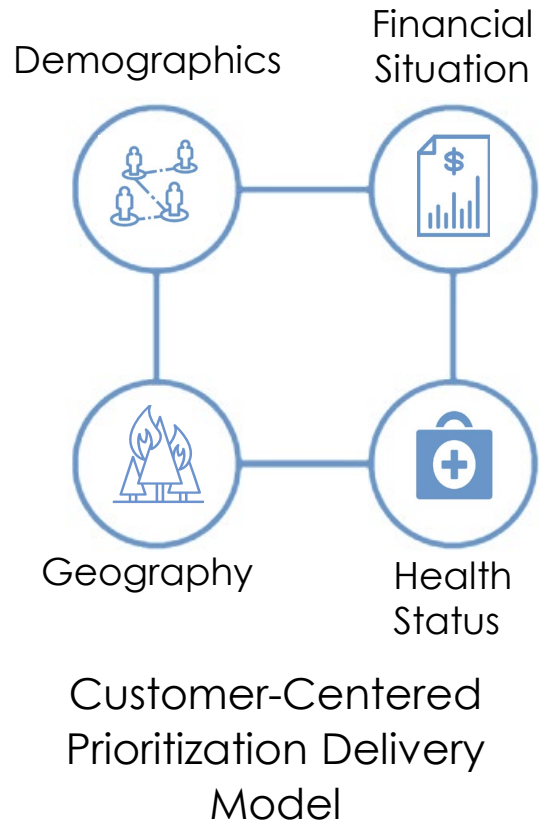 Demographics
Financial
Situation
$
Geography
Health
Status
Customer-Centered
Prioritization Delivery
Model